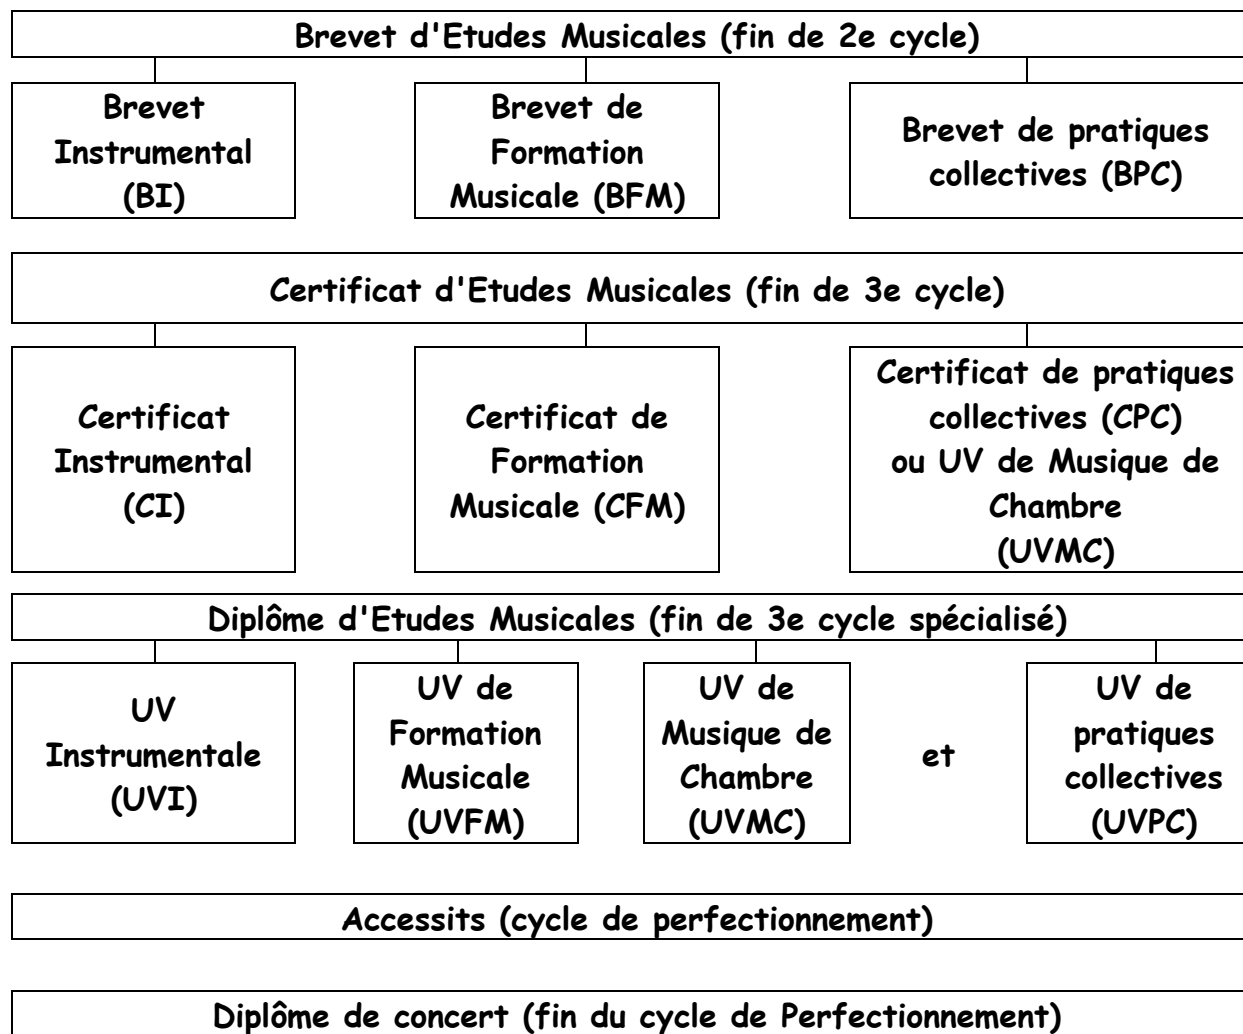 Brevet d'Etudes Musicales (fin de 2e cycle)
Brevet
Instrumental
(BI)
Brevet de
Formation
Musicale (BFM)
Brevet de pratiques
collectives (BPC)
Certificat d'Etudes Musicales (fin de 3e cycle)
Certificat
Instrumental
(CI)
Certificat de
Formation
Musicale (CFM)
Certificat de pratiques
collectives (CPC)
ou UV de Musique de
Chambre
(UVMC)
Diplôme d'Etudes Musicales (fin de 3e cycle spécialisé)
UV
Instrumentale
(UVI)
UV de
Formation
Musicale
(UVFM)
UV de
Musique de
Chambre
(UVMC)
et
UV de
pratiques
collectives
(UVPC)
Accessits (cycle de perfectionnement)
Diplôme de concert (fin du cycle de Perfectionnement)